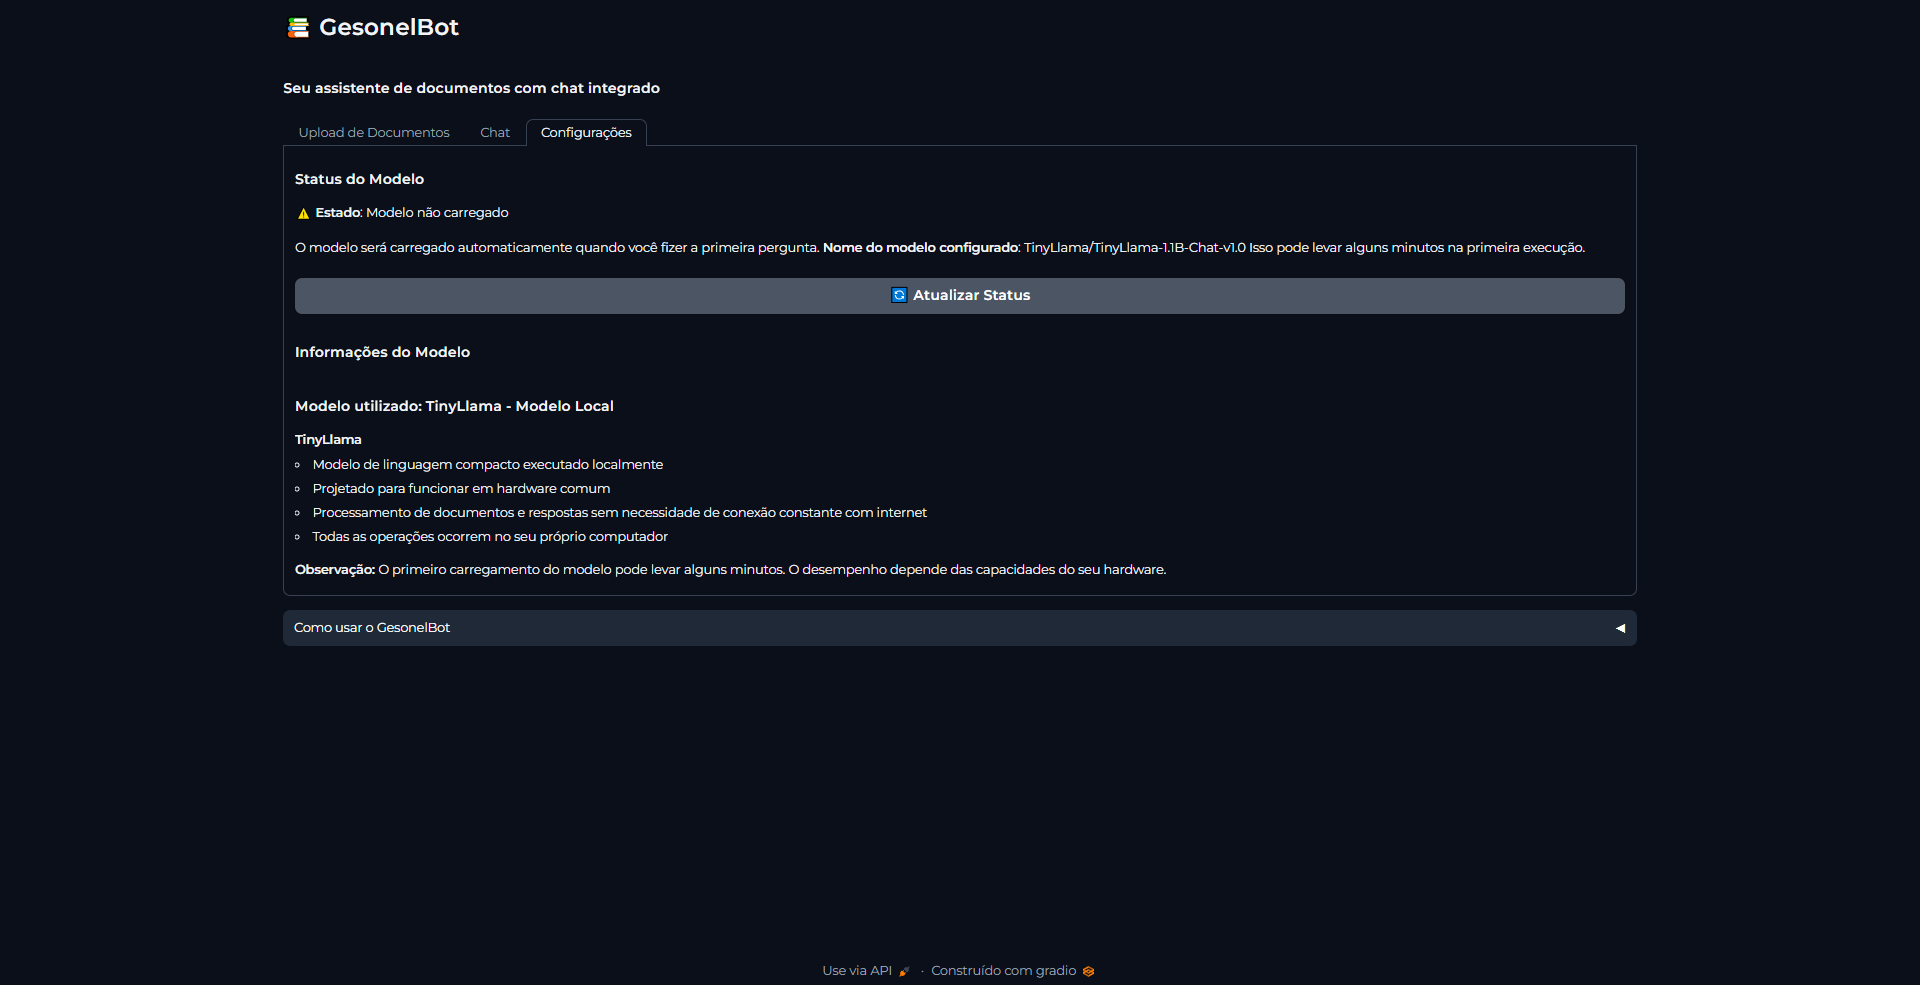 GesonelBot
Seu assistente de documentos com chat integrado
Upload de Documentos Chat Configurações
Status do Modelo
Estado: Modelo não carregado
O modelo será carregado automaticamente quando você fizer a primeira pergunta. Nome do modelo configurado: TinyLlama/TinyLlama-1.1B-Chat-v1.0 Isso pode levar alguns minutos na primeira execução.
Atualizar Status
Informações do Modelo
Modelo utilizado: TinyLlama - Modelo Local
TinyLlama
Modelo de linguagem compacto executado localmente
Projetado para funcionar em hardware comum
Processamento de documentos e respostas sem necessidade de conexão constante com internet
Todas as operações ocorrem no seu próprio computador
Observação: O primeiro carregamento do modelo pode levar alguns minutos. O desempenho depende das capacidades do seu hardware.
Como usar o GesonelBot
Use via API · Construído com gradio